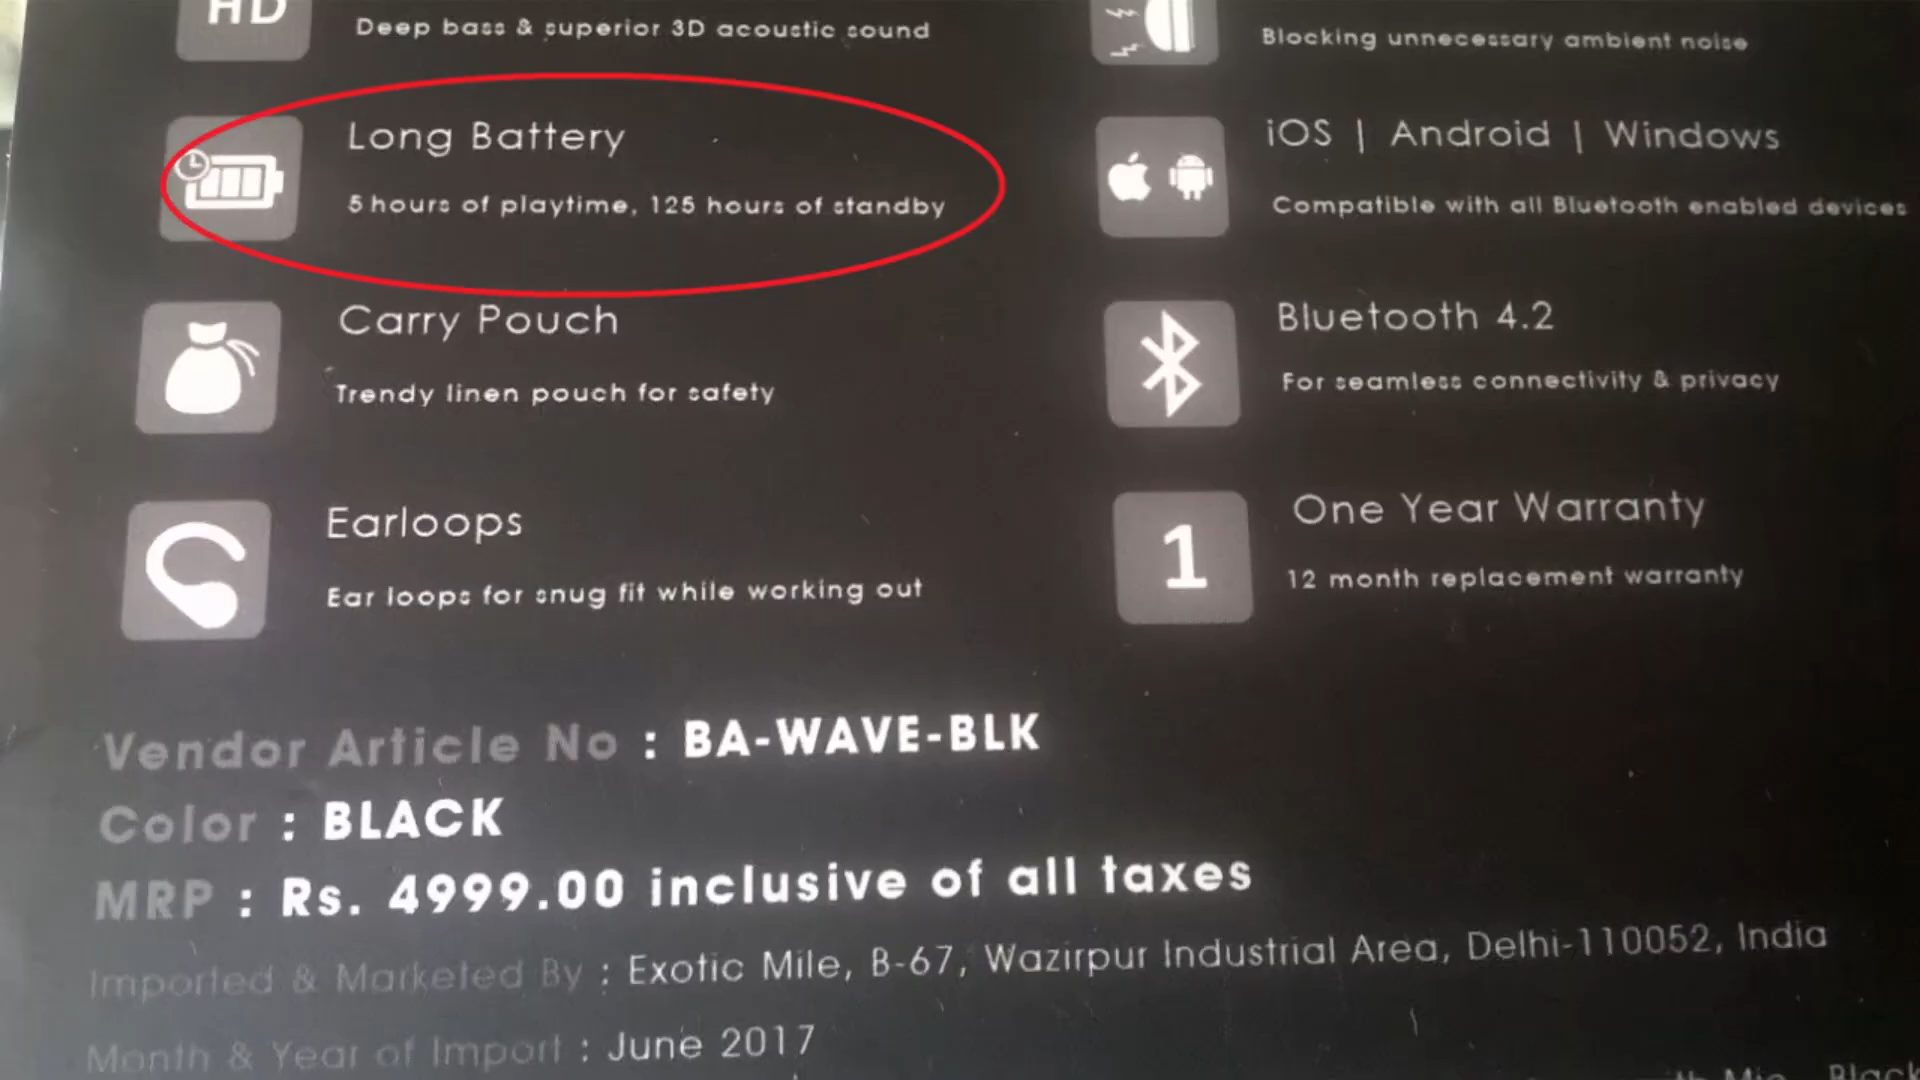 HD
Deep bass & superior 3D acoustic sound
Blocking unnecessary ambient noise
Long Battery
5 hours of playtime, 125 hours of standby
iOS | Android | Windows
Compatible with all Bluetooth enabled devices
Carry Pouch
Trendy linen pouch for safety
Bluetooth 4.2
For seamless connectivity & privacy
Earloops
Ear loops for snug fit while working out
1
One Year Warranty
12 month replacement warranty
Vendor Article No : BA-WAVE-BLK
Color : BLACK
MRP : Rs. 4999.00 inclusive of all taxes
Imported & Marketed By : Exotic Mile, B-67, Wazirpur Industrial Area, Delhi-110052, India
Month & Year of Import : June 2017